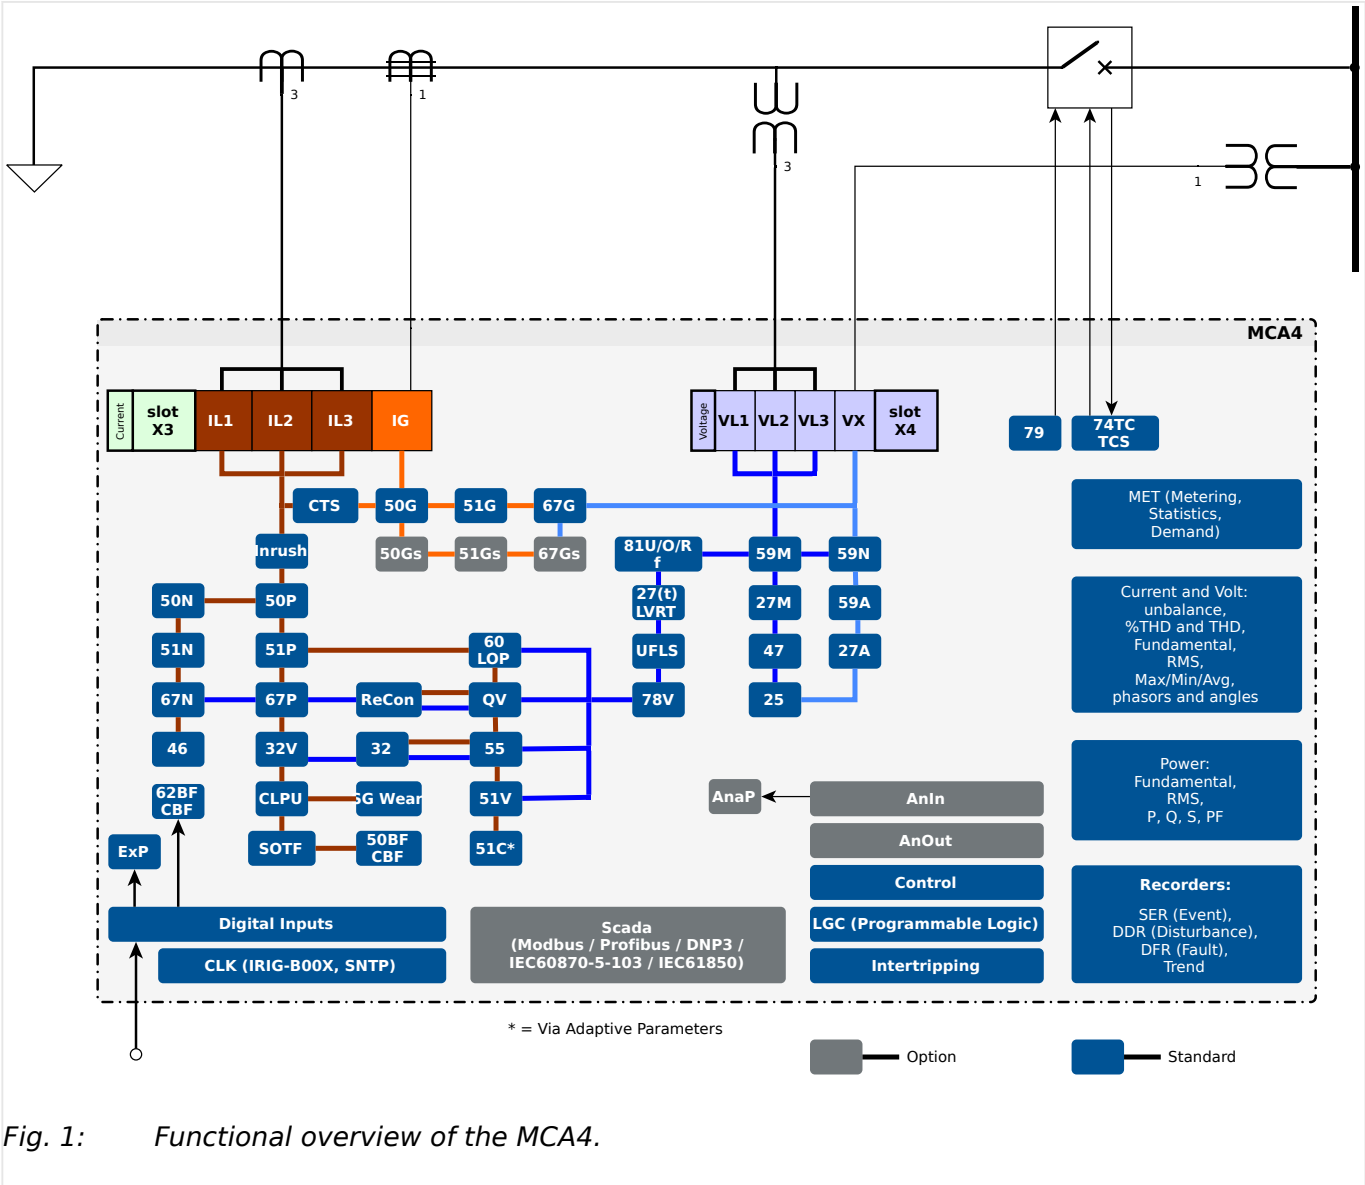 3
1
3
1
MCA4
Current
slot
X3
IL1
IL2
IL3
IG
Voltage
VL1
VL2
VL3
VX
slot
X4
79
74TC
TCS
CTS
50G
51G
67G
Inrush
50Gs
51Gs
67Gs
81U/O/R
f
59M
59N
50N
50P
27(t)
LVRT
27M
59A
51N
51P
60
LOP
UFLS
47
27A
67N
67P
ReCon
QV
78V
25
46
32V
32
55
62BF
CBF
CLPU
SG Wear
51V
ExP
SOTF
50BF
CBF
51C*
AnaP
AnIn
AnOut
Control
LGC (Programmable Logic)
Intertripping
Digital Inputs
CLK (IRIG-B00X, SNTP)
Scada
(Modbus / Profibus / DNP3 /
IEC60870-5-103 / IEC61850)
MET (Metering,
Statistics,
Demand)
Current and Volt:
unbalance,
%THD and THD,
Fundamental,
RMS,
Max/Min/Avg,
phasors and angles
Power:
Fundamental,
RMS,
P, Q, S, PF
Recorders:
SER (Event),
DDR (Disturbance),
DFR (Fault),
Trend
* = Via Adaptive Parameters
Option
Standard
Fig. 1: Functional overview of the MCA4.